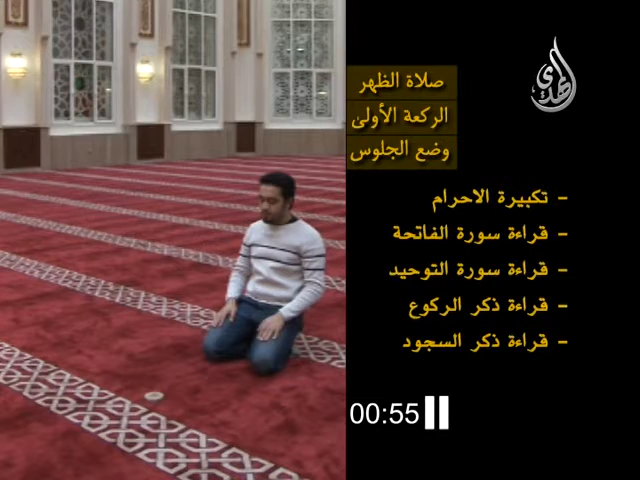 الهدى
صلاة الظهر
الركعة الأولى
وضع الجلوس
- تكبيرة الاحرام
- قراءة سورة الفاتحة
- قراءة سورة التوحيد
- قراءة ذكر الركوع
- قراءة ذكر السجود
00:55